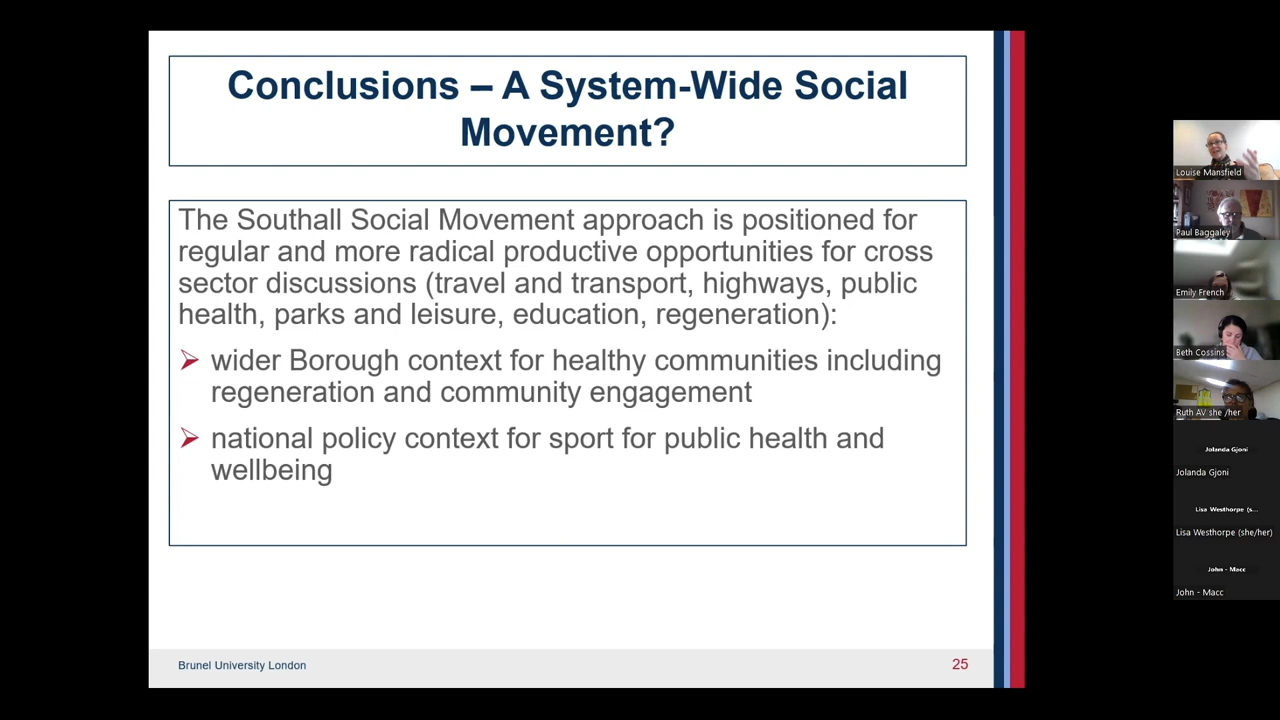 Conclusions – A System-Wide Social
Movement?
The Southall Social Movement approach is positioned for
regular and more radical productive opportunities for cross
sector discussions (travel and transport, highways, public
health, parks and leisure, education, regeneration):
wider Borough context for healthy communities including
regeneration and community engagement
national policy context for sport for public health and
wellbeing
Brunel University London
25
Louise Mansfield
Paul Baggaley
Emily French
Beth Cossins
Ruth AV she /her
Jolanda Gjoni
Jolanda Gjoni
Lisa Westhorpe (s...
Lisa Westhorpe (she/her)
John - Macc
John - Macc